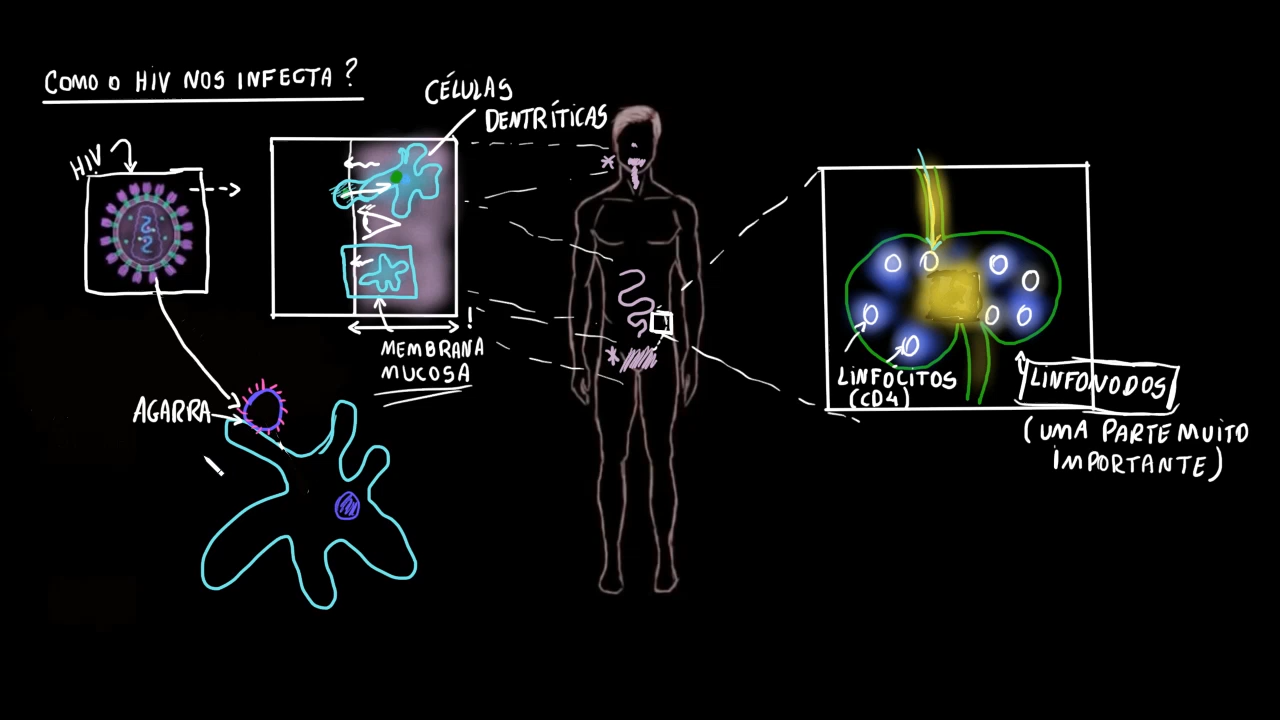 COMO O HIV NOS INFECTA?
CÉLULAS
DENTRÍTICAS
HIV
!
MEMBRANA
MUCOSA
AGARRA
LINFOCITOS
(CD4)
LINFONODOS
(UMA PARTE MUITO
IMPORTANTE)